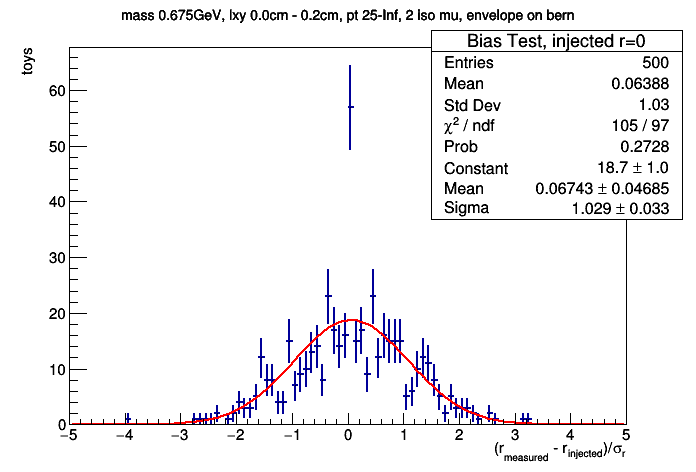 mass 0.675GeV, lxy 0.0cm - 0.2cm, pt 25-Inf, 2 Iso mu, envelope on bern
Bias Test, injected r=0
Entries 500
Mean 0.06388
Std Dev 1.03
χ² / ndf 105 / 97
Prob 0.2728
Constant 18.7 ± 1.0
Mean 0.06743 ± 0.04685
Sigma 1.029 ± 0.033
toys
60
50
40
30
20
10
0
−5 −4 −3 −2 −1 0 1 2 3 4 5
(r_measured - r_injected)/σ_r